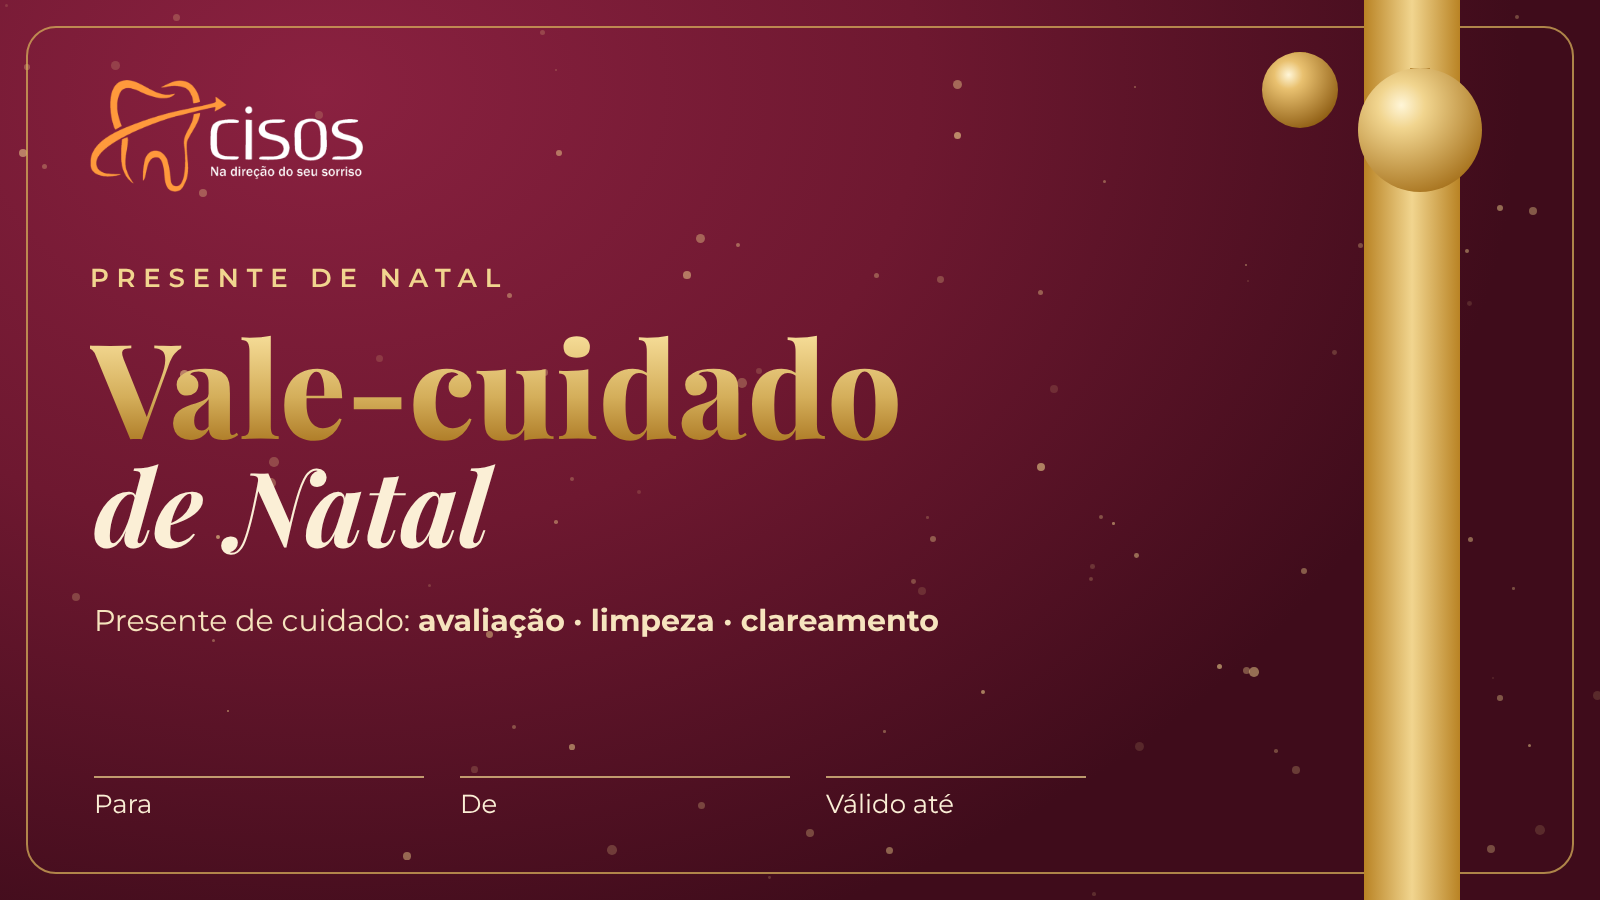 cisos
Na direção do seu sorriso
PRESENTE DE NATAL
Vale-cuidado
de Natal
Presente de cuidado: avaliação · limpeza · clareamento
Para
De
Válido até